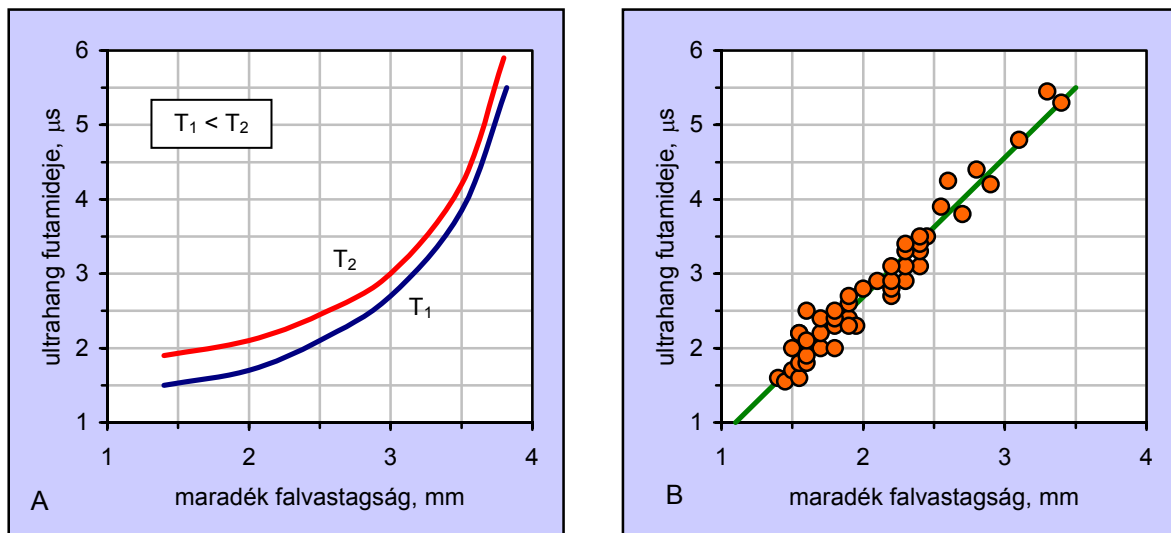 6
5
4
3
2
1
ultrahang futamideje, μs
T₁ < T₂
T₂
T₁
1 2 3 4
maradék falvastagság, mm
A
6
5
4
3
2
1
ultrahang futamideje, μs
1 2 3 4
maradék falvastagság, mm
B